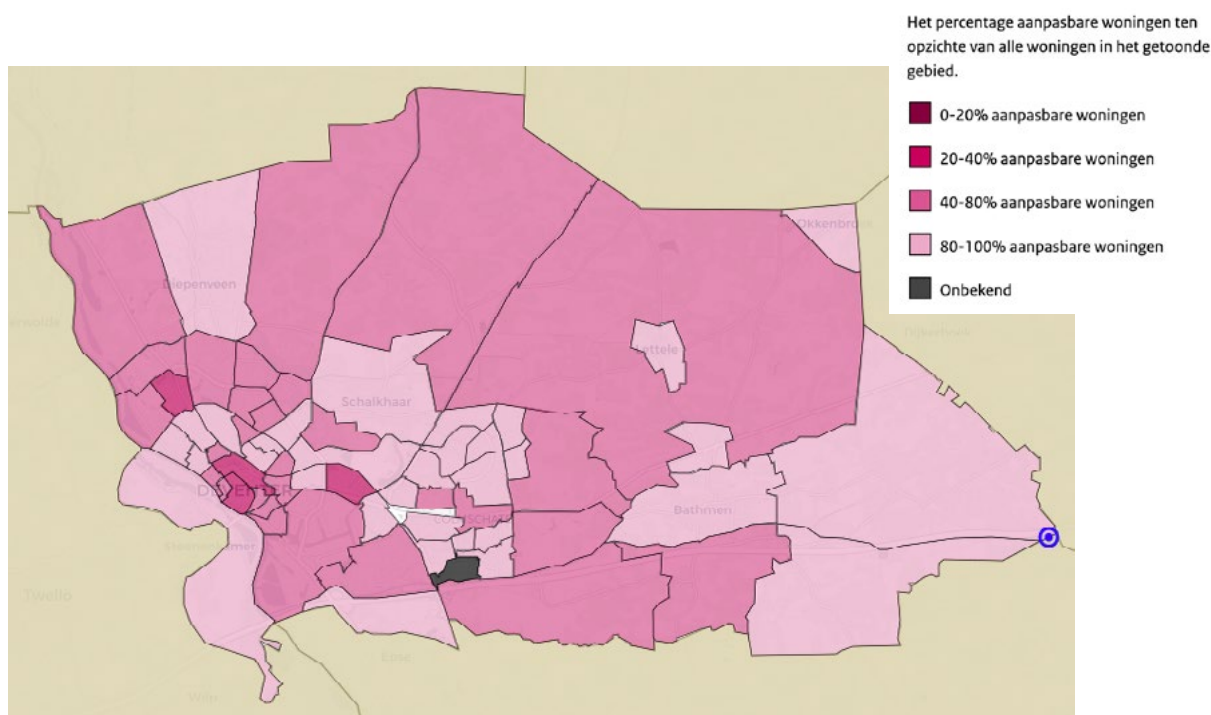 Het percentage aanpasbare woningen ten
opzichte van alle woningen in het getoonde
gebied.
0-20% aanpasbare woningen
20-40% aanpasbare woningen
40-80% aanpasbare woningen
80-100% aanpasbare woningen
Onbekend
Diepenveen
Lettele
Schalkhaar
DEVENTER
Bathmen
Twello
Epse